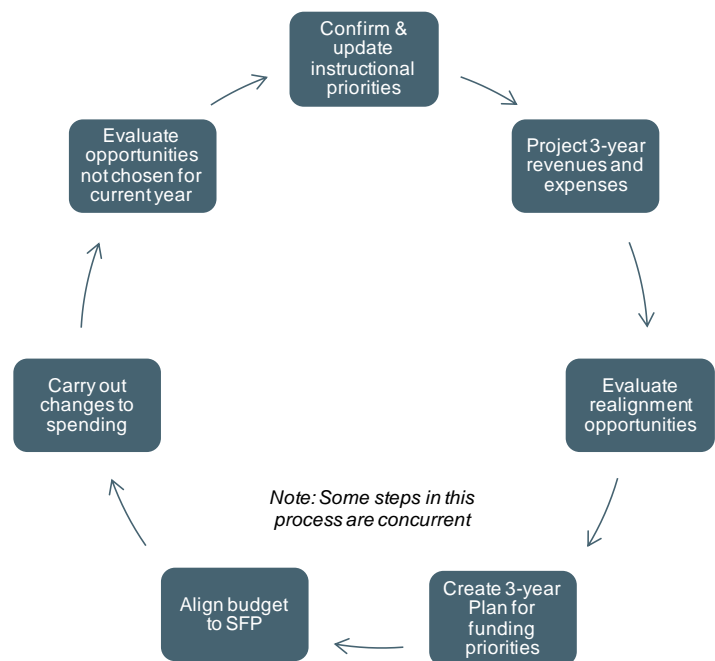 Confirm &
update
instructional
priorities
Project 3-year
revenues and
expenses
Evaluate
realignment
opportunities
Create 3-year
Plan for
funding
priorities
Align budget
to SFP
Carry out
changes to
spending
Evaluate
opportunities
not chosen for
current year
Note: Some steps in this
process are concurrent